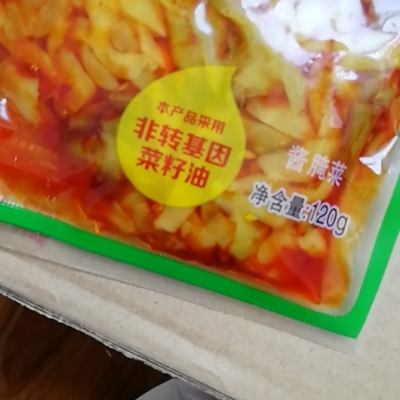 本产品采用
非转基因
菜籽油
酱腌菜
净含量:120g